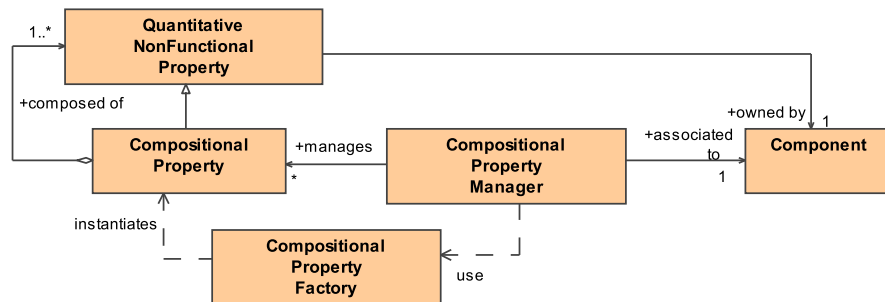 Quantitative
NonFunctional
Property
1..*
+composed of
+owned by
1
Compositional
Property
+manages
*
Compositional
Property
Manager
+associated
to
1
Component
instantiates
Compositional
Property
Factory
use